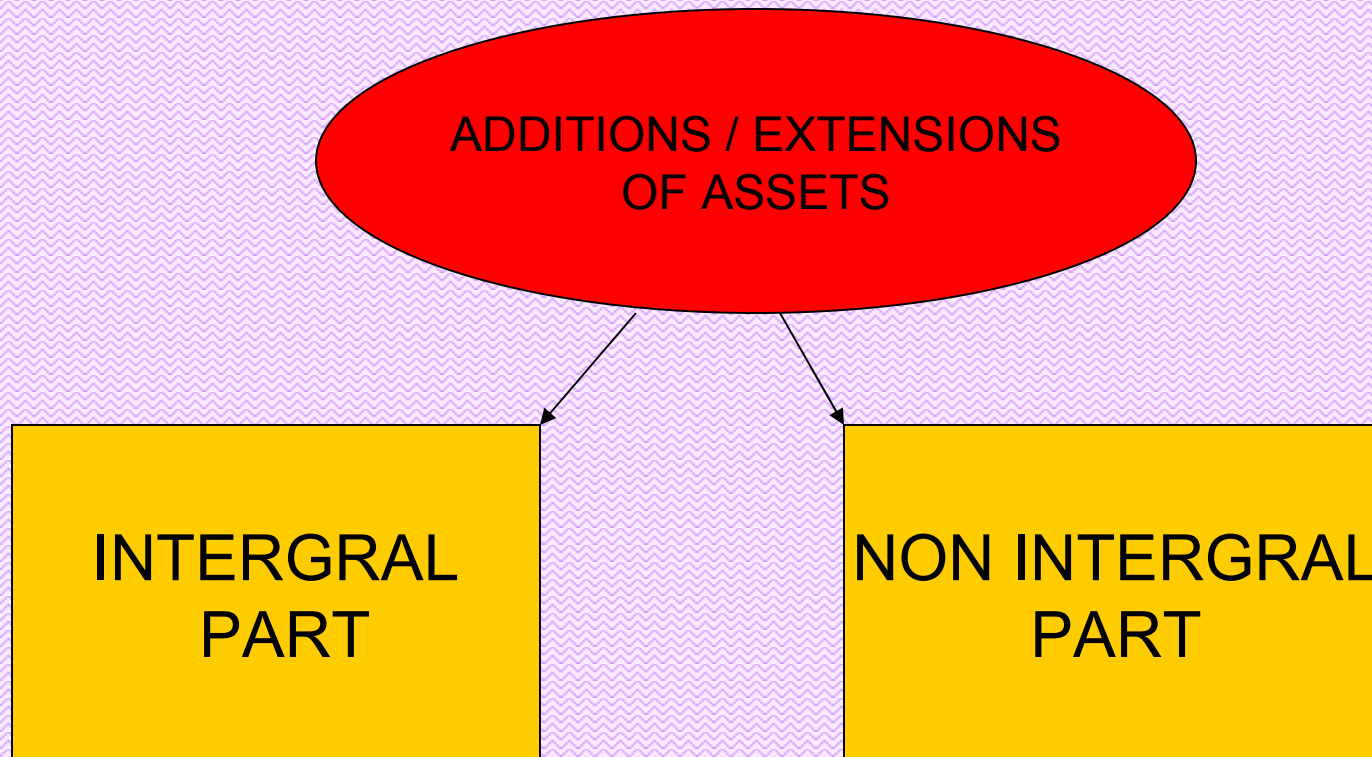 ADDITIONS / EXTENSIONS
OF ASSETS
INTERGRAL
PART
NON INTERGRAL
PART